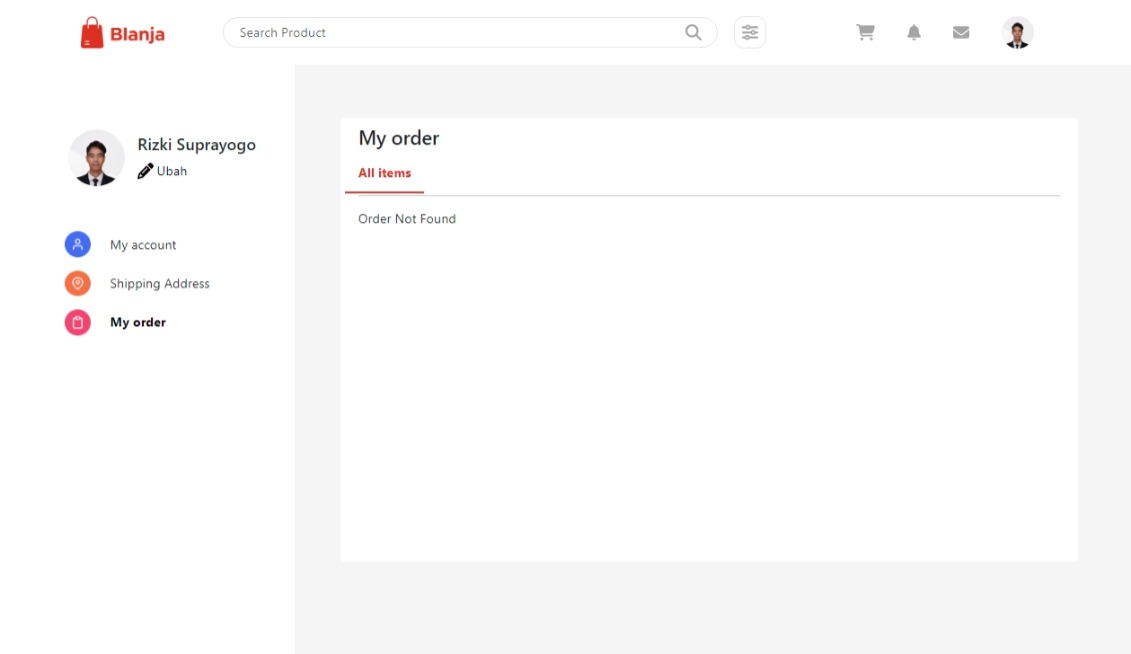 Blanja
Search Product
Rizki Suprayogo
Ubah
My account
Shipping Address
My order
My order
All items
Order Not Found